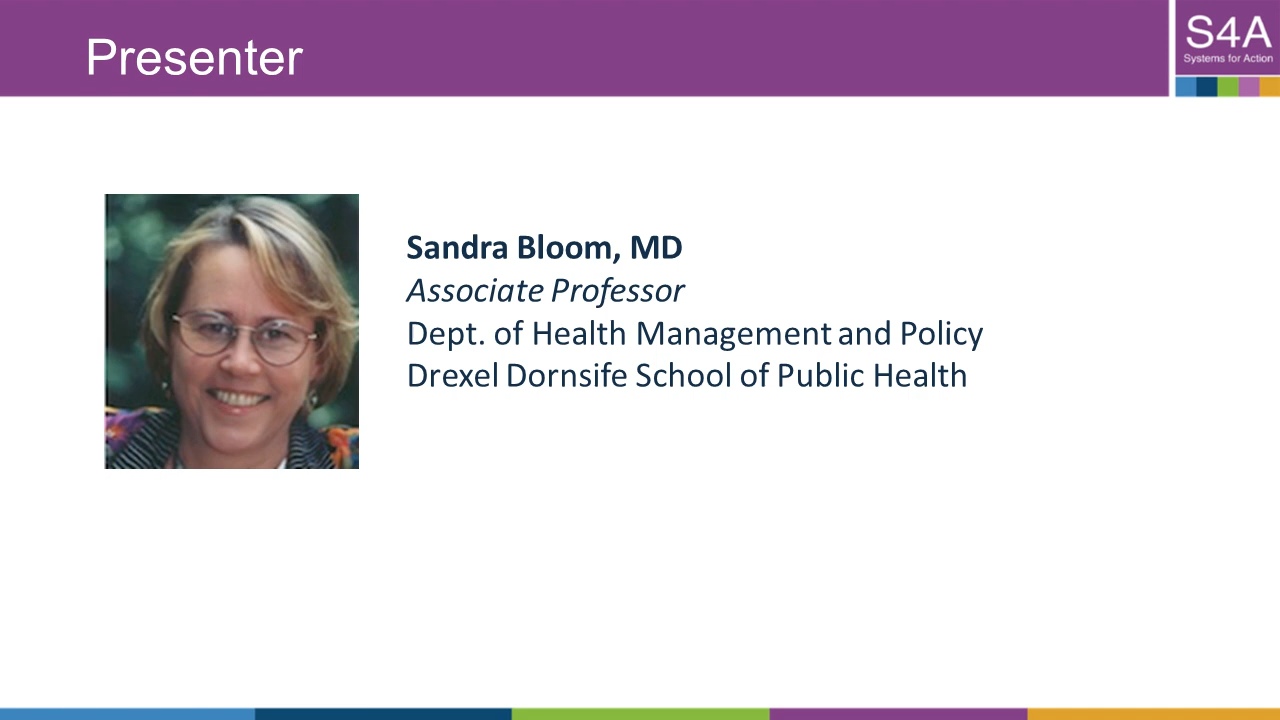 Presenter
S4A
Systems for Action
Sandra Bloom, MD
Associate Professor
Dept. of Health Management and Policy
Drexel Dornsife School of Public Health